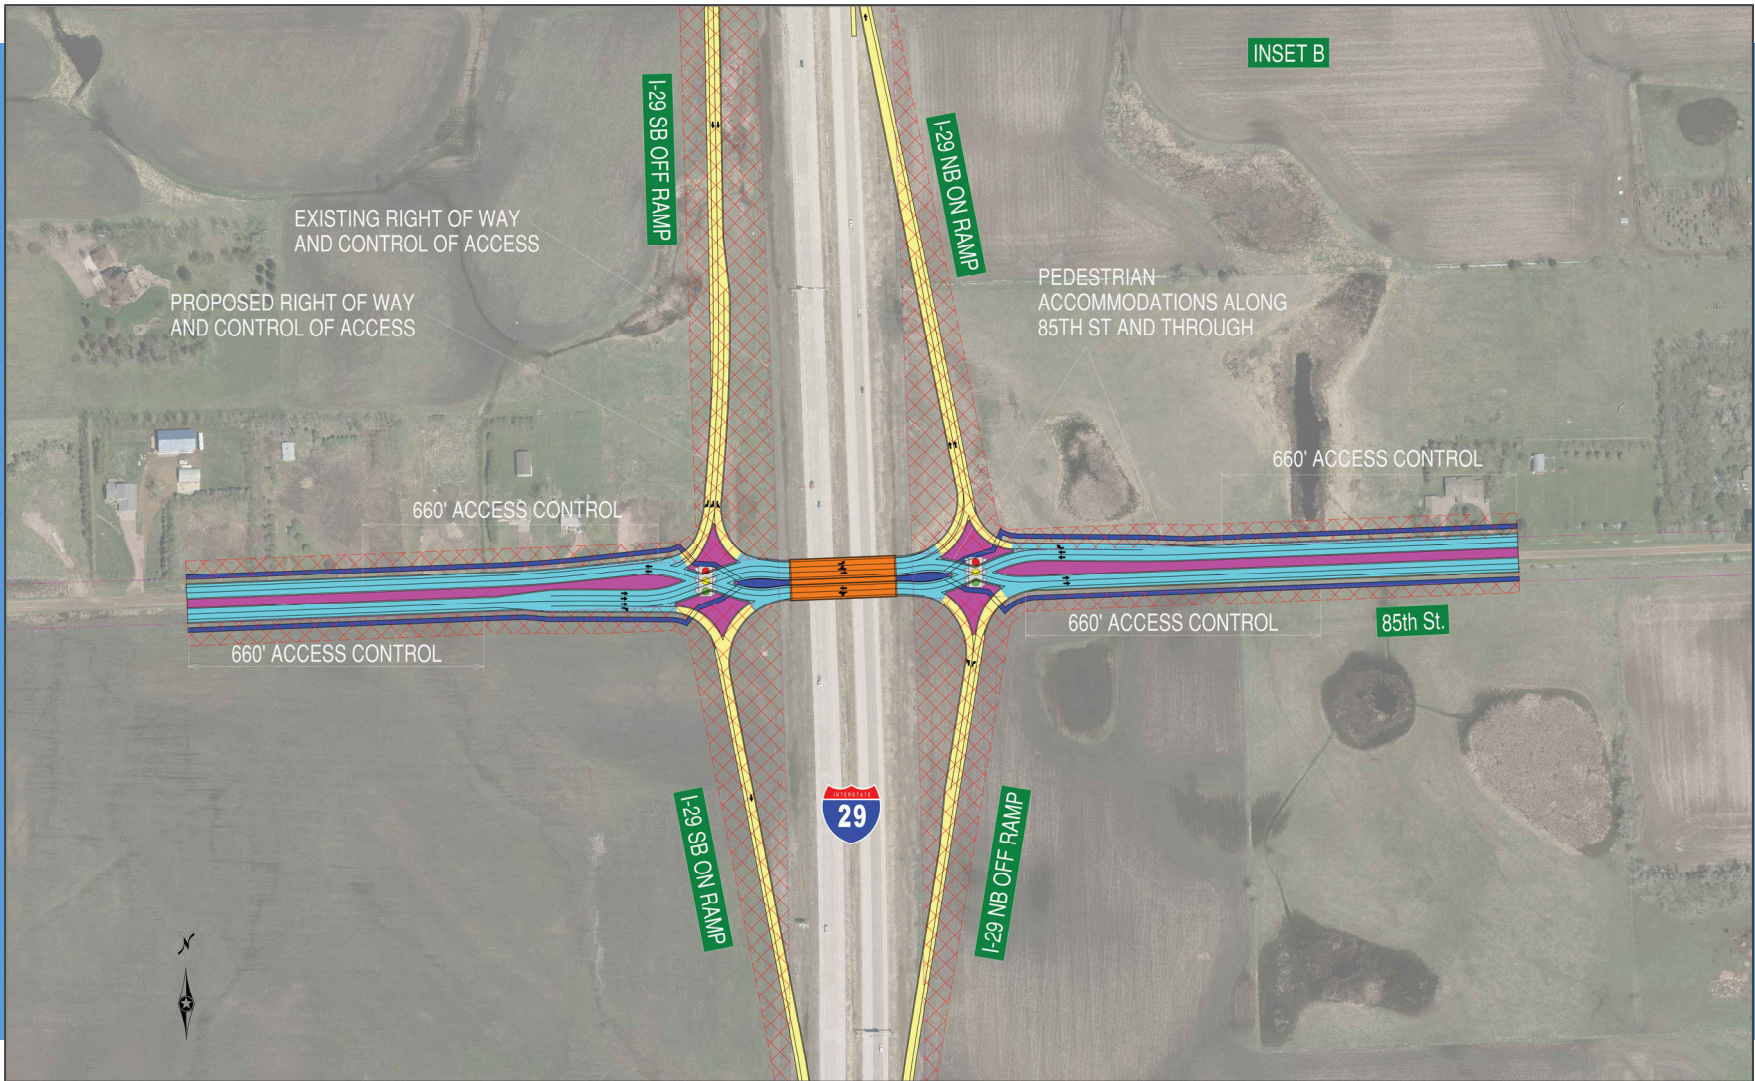 INSET B
I-29 SB OFF RAMP
I-29 NB ON RAMP
EXISTING RIGHT OF WAY
AND CONTROL OF ACCESS
PROPOSED RIGHT OF WAY
AND CONTROL OF ACCESS
PEDESTRIAN
ACCOMMODATIONS ALONG
85TH ST AND THROUGH
660' ACCESS CONTROL
660' ACCESS CONTROL
660' ACCESS CONTROL
660' ACCESS CONTROL
85th St.
I-29 SB ON RAMP
INTERSTATE
29
I-29 NB OFF RAMP
N